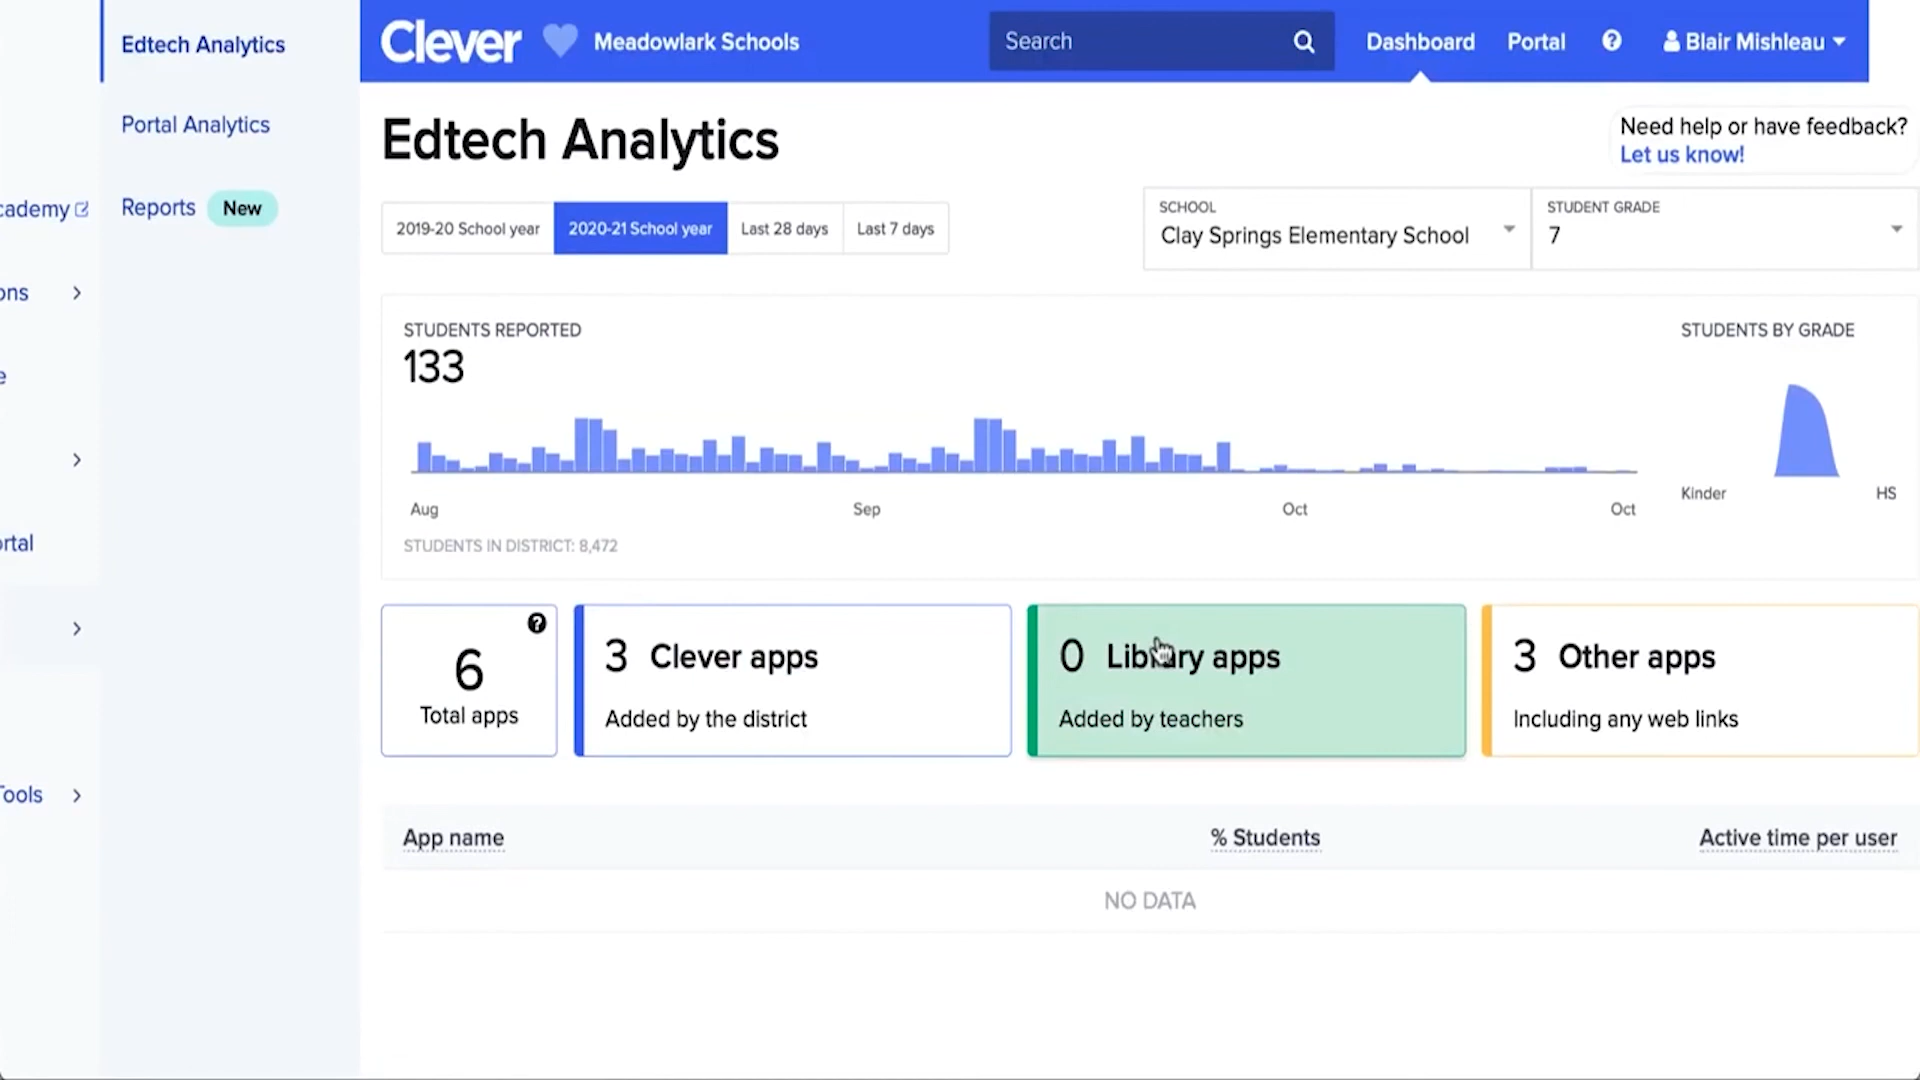 Edtech Analytics
Portal Analytics
Reports New
cademy
ons
e
ortal
Tools
Clever Meadowlark Schools
Search
Dashboard Portal Blair Mishleau
Edtech Analytics
Need help or have feedback?
Let us know!
2019-20 School year 2020-21 School year Last 28 days Last 7 days
SCHOOL
Clay Springs Elementary School
STUDENT GRADE
7
STUDENTS REPORTED
133
Aug Sep Oct Oct
STUDENTS IN DISTRICT: 8,472
STUDENTS BY GRADE
Kinder HS
?
6
Total apps
3 Clever apps
Added by the district
0 Library apps
Added by teachers
3 Other apps
Including any web links
App name % Students Active time per user
NO DATA